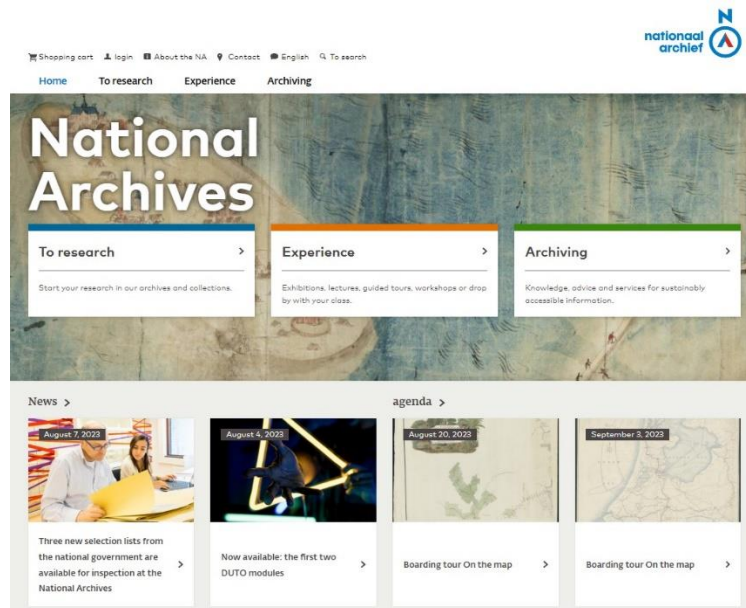 nationaal
archief
Shopping cart login About the NA Contact English To search
Home To research Experience Archiving
National
Archives
To research
Start your research in our archives and collections.
Experience
Exhibitions, lectures, guided tours, workshops or drop
by with your class.
Archiving
Knowledge, advice and services for sustainably
accessible information.
News
agenda
August 7, 2023
Three new selection lists from
the national government are
available for inspection at the
National Archives
August 4, 2023
Now available: the first two
DUTO modules
August 20, 2023
Boarding tour On the map
September 3, 2023
Boarding tour On the map